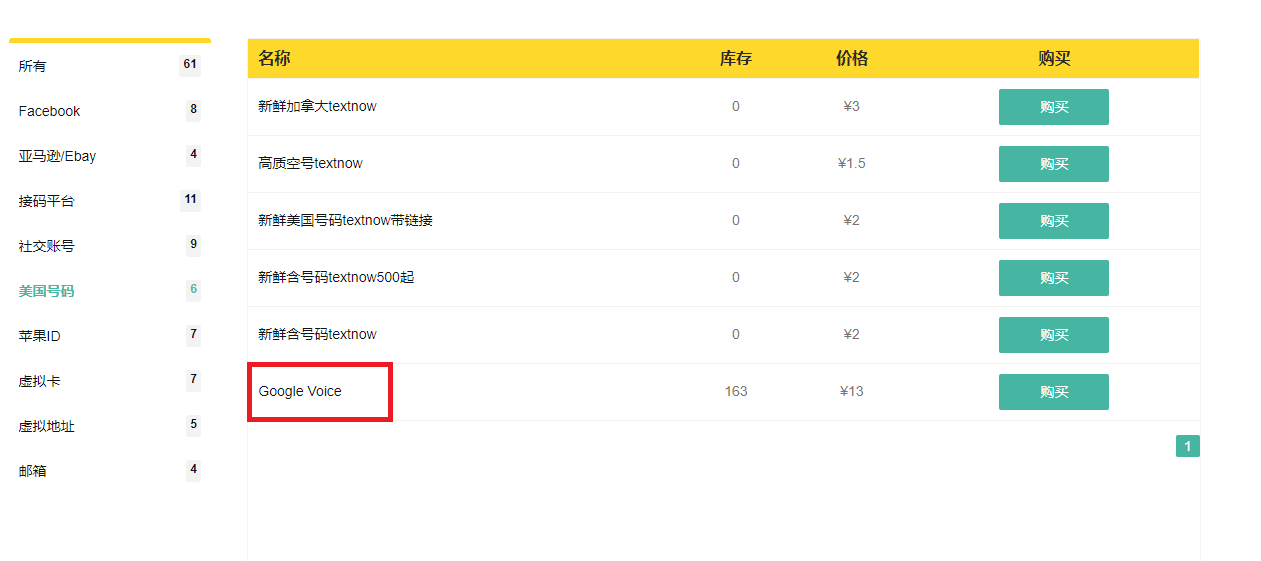 所有 61
Facebook 8
亚马逊/Ebay 4
接码平台 11
社交账号 9
美国号码 6
苹果ID 7
虚拟卡 7
虚拟地址 5
邮箱 4
名称 库存 价格 购买
新鲜加拿大textnow 0 ¥3 购买
高质空号textnow 0 ¥1.5 购买
新鲜美国号码textnow带链接 0 ¥2 购买
新鲜含号码textnow500起 0 ¥2 购买
新鲜含号码textnow 0 ¥2 购买
Google Voice 163 ¥13 购买
1